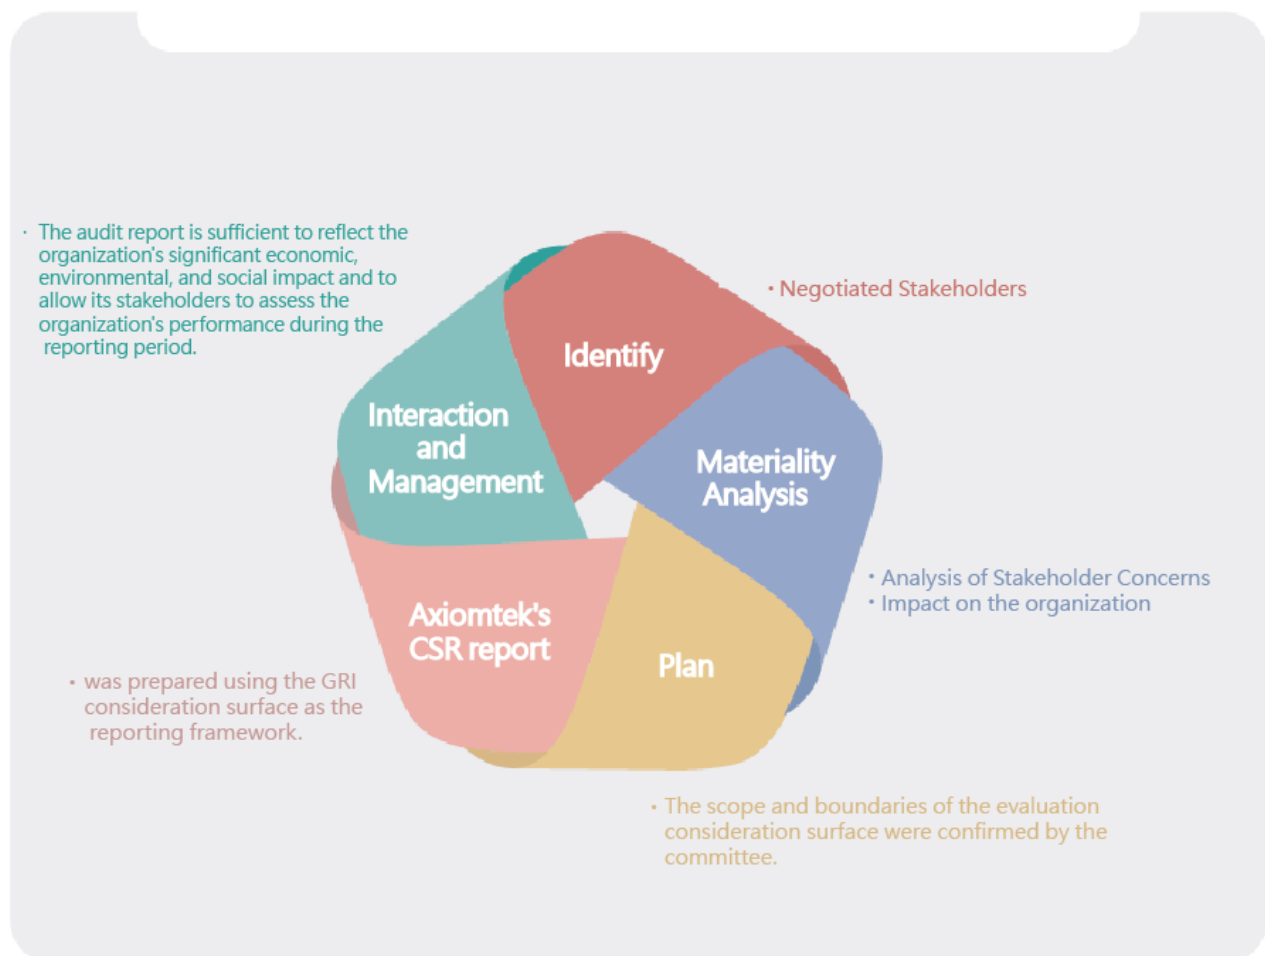 · The audit report is sufficient to reflect the
organization's significant economic,
environmental, and social impact and to
allow its stakeholders to assess the
organization's performance during the
reporting period.
• Negotiated Stakeholders
Identify
Interaction
and
Management
Materiality
Analysis
• Analysis of Stakeholder Concerns
• Impact on the organization
Axiomtek's
CSR report
Plan
• was prepared using the GRI
consideration surface as the
reporting framework.
• The scope and boundaries of the evaluation
consideration surface were confirmed by the
committee.